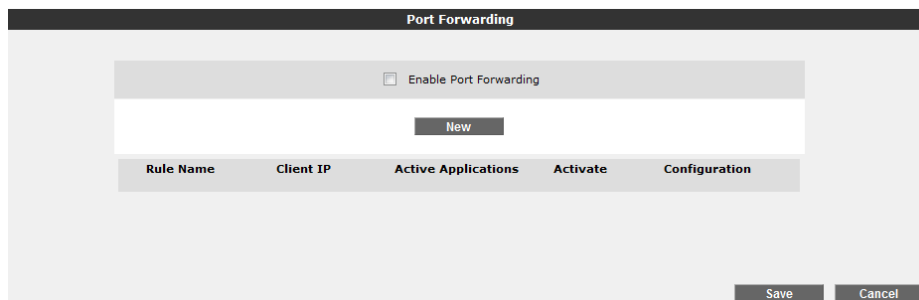 Port Forwarding
Enable Port Forwarding
New
Rule Name Client IP Active Applications Activate Configuration
Save Cancel